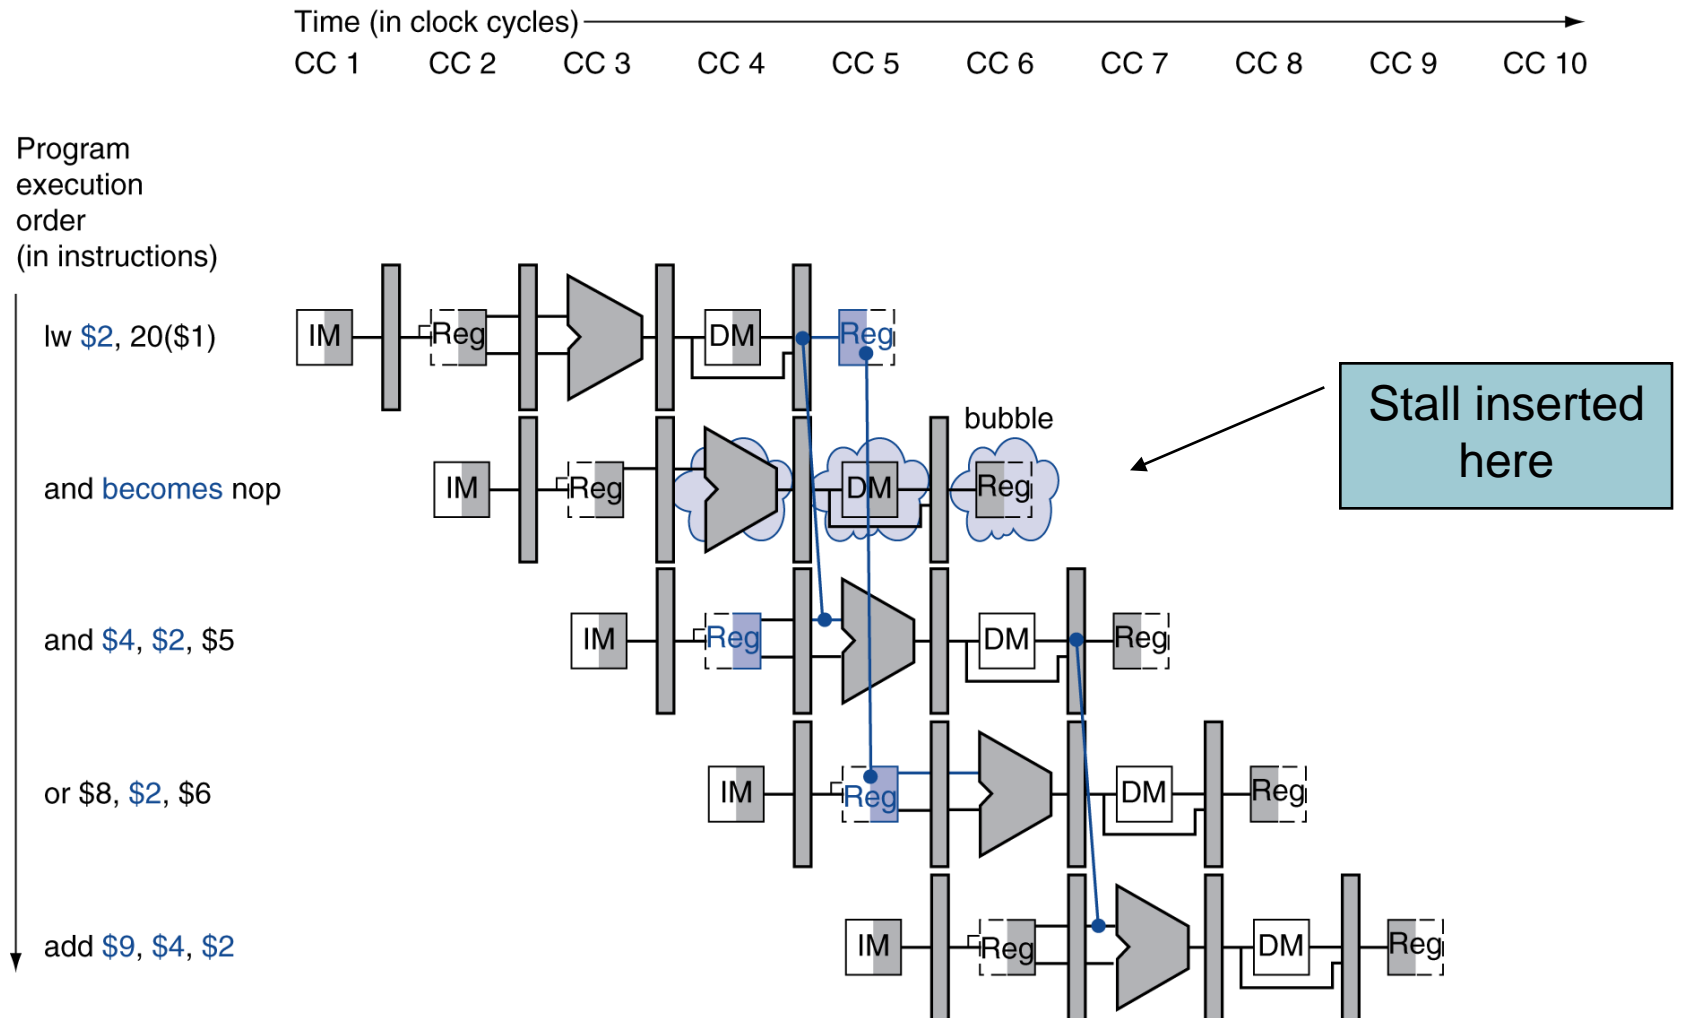 Time (in clock cycles)
CC 1 CC 2 CC 3 CC 4 CC 5 CC 6 CC 7 CC 8 CC 9 CC 10
Program
execution
order
(in instructions)
lw $2, 20($1)
IM Reg DM Reg
Stall inserted
here
bubble
and becomes nop
IM Reg DM Reg
and $4, $2, $5
IM Reg DM Reg
or $8, $2, $6
IM Reg DM Reg
add $9, $4, $2
IM Reg DM Reg